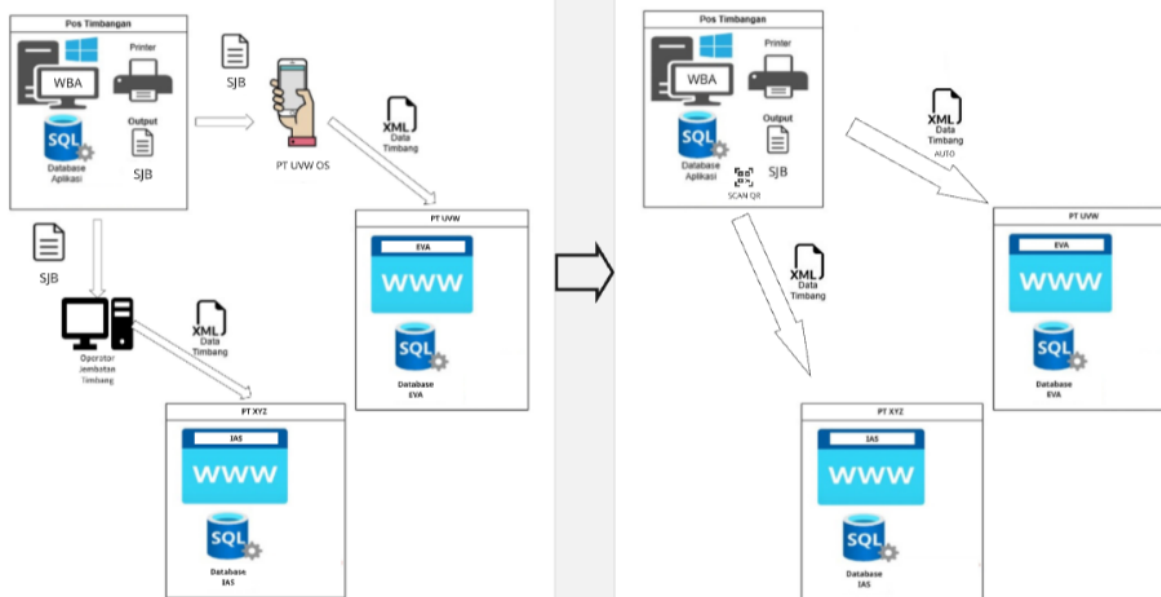 Pos Timbangan
WBA
Printer
SQL
Database
Aplikasi
Output
SJB
SJB
PT UVW OS
XML
Data
Timbang
SJB
Operator
Jembatan
Timbang
XML
Data
Timbang
PT UVW
EVA
WWW
SQL
Database
EVA
PT XYZ
IAS
WWW
SQL
Database
IAS
Pos Timbangan
WBA
Printer
SQL
Database
Aplikasi
Output
SJB
SCAN QR
XML
Data
Timbang
AUTO
XML
Data
Timbang
PT UVW
EVA
WWW
SQL
Database
EVA
PT XYZ
IAS
WWW
SQL
Database
IAS